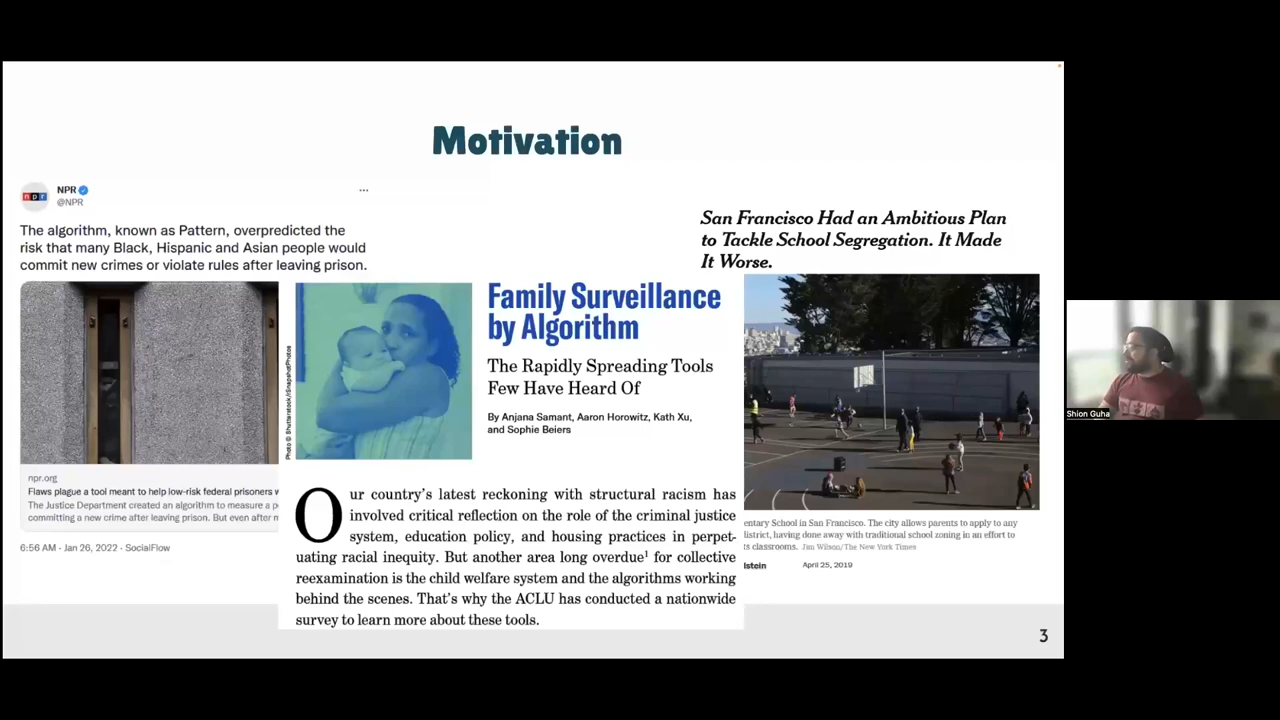 Motivation
NPR
@NPR
...
The algorithm, known as Pattern, overpredicted the
risk that many Black, Hispanic and Asian people would
commit new crimes or violate rules after leaving prison.
npr
npr.org
Flaws plague a tool meant to help low-risk federal prisoners w
The Justice Department created an algorithm to measure a p
committing a new crime after leaving prison. But even after m
6:56 AM - Jan 26, 2022 - SocialFlow
Photo © Shutterstock/iSnapshotPhotos
Family Surveillance
by Algorithm
The Rapidly Spreading Tools
Few Have Heard Of
By Anjana Samant, Aaron Horowitz, Kath Xu,
and Sophie Beiers
Our country's latest reckoning with structural racism has
involved critical reflection on the role of the criminal justice
system, education policy, and housing practices in perpet-
uating racial inequity. But another area long overdue¹ for collective
reexamination is the child welfare system and the algorithms working
behind the scenes. That's why the ACLU has conducted a nationwide
survey to learn more about these tools.
San Francisco Had an Ambitious Plan
to Tackle School Segregation. It Made
It Worse.
entary School in San Francisco. The city allows parents to apply to any
district, having done away with traditional school zoning in an effort to
ts classrooms. Jim Wilson/The New York Times
lstein April 25, 2019
3
Shion Guha